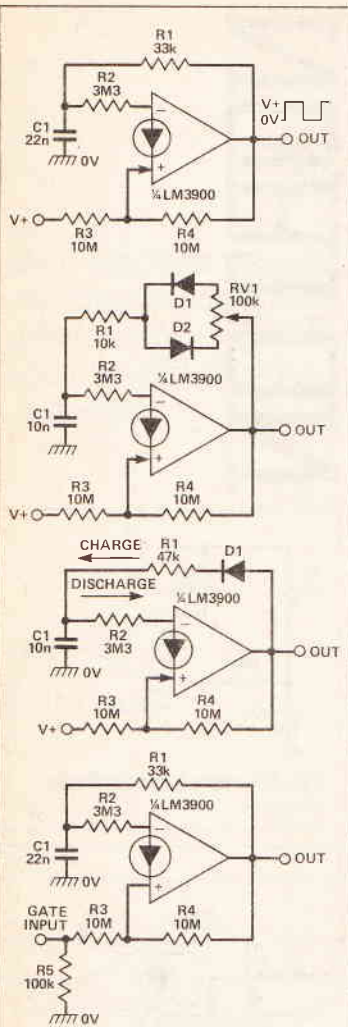 R1
33k
R2
3M3
C1
22n
0V
¼LM3900
V+
0V
OUT
V+
R3
10M
R4
10M
D1
RV1
100k
R1
10k
D2
R2
3M3
¼LM3900
C1
10n
OUT
V+
R3
10M
R4
10M
CHARGE
R1
47k
D1
DISCHARGE
¼LM3900
C1
10n
R2
3M3
0V
OUT
R3
10M
R4
10M
V+
R1
33k
R2
3M3
¼LM3900
C1
22n
0V
OUT
GATE
INPUT
R3
10M
R4
10M
R5
100k
0V